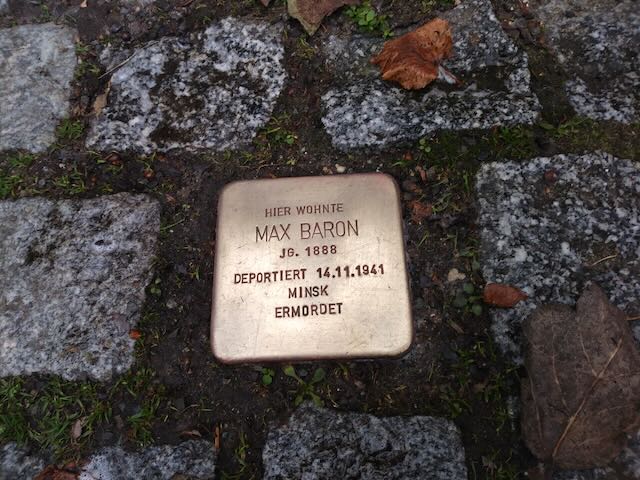 HIER WOHNTE
MAX BARON
JG. 1888
DEPORTIERT 14.11.1941
MINSK
ERMORDET